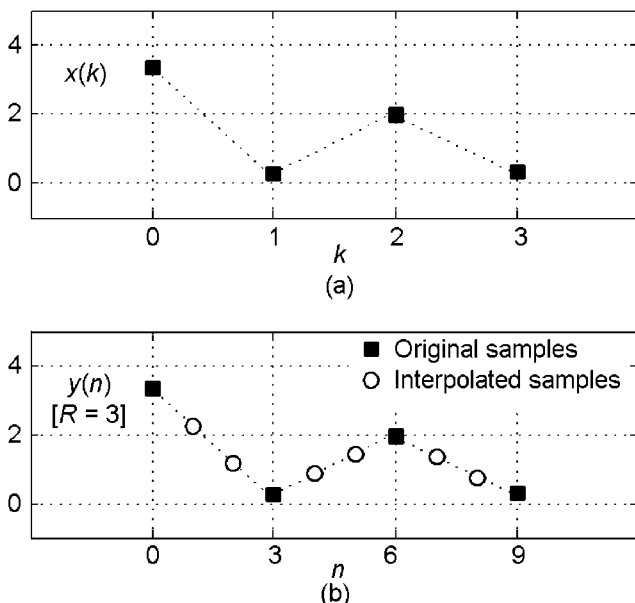 4
x(k)
2
0
0 1 2 3
k
(a)
4
y(n)
[R = 3]
2
0
Original samples
Interpolated samples
0 3 6 9
n
(b)